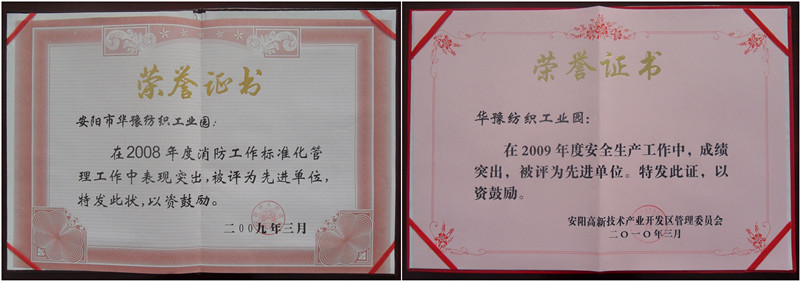 荣誉证书
安阳市华豫纺织工业园：
在2008年度消防工作标准化管
理工作中表现突出，被评为先进单位，
特发此状，以资鼓励。
二00九年三月
荣誉证书
华豫纺织工业园：
在2009年度安全生产工作中，成绩
突出，被评为先进单位。特发此证，以
资鼓励。
安阳高新技术产业开发区管理委员会
二〇一〇年三月